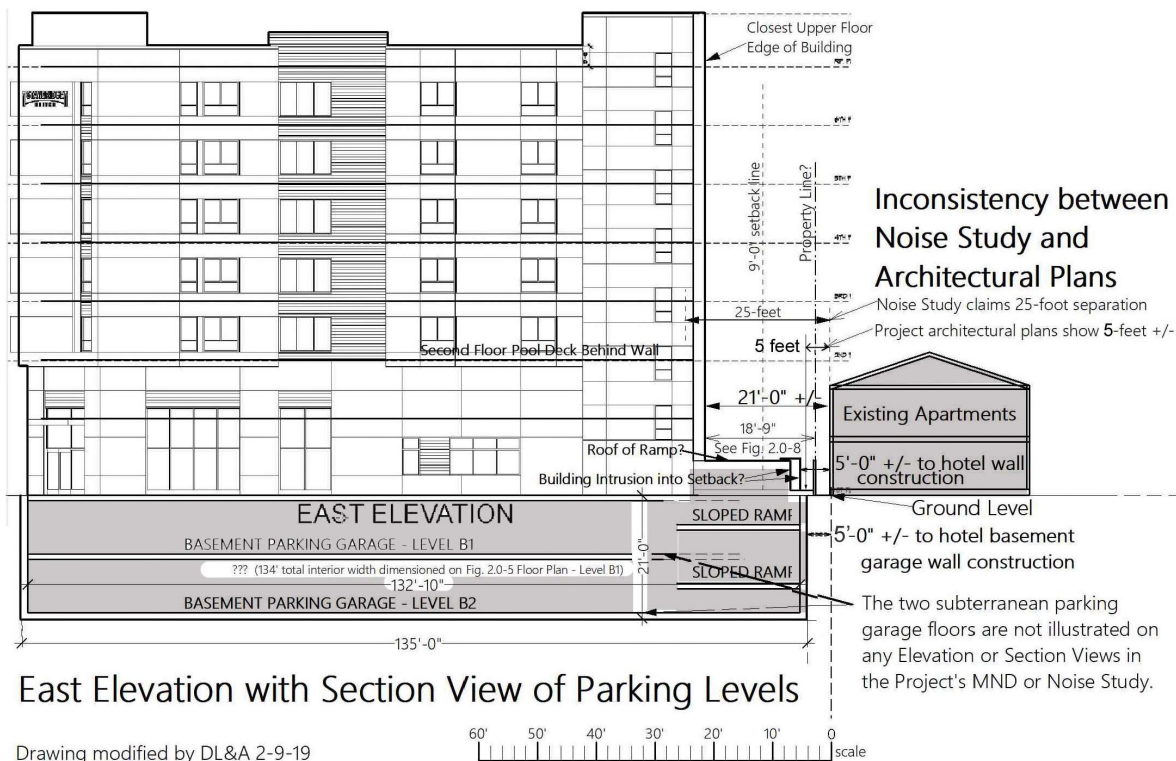 Closest Upper Floor
Edge of Building
9'-0' setback line
Property Line?
Inconsistency between
Noise Study and
Architectural Plans
Noise Study claims 25-foot separation
25-feet
Project architectural plans show 5-feet +/-
5 feet
Second Floor Pool Deck Behind Wall
21'-0" +/-
Existing Apartments
18'-9"
See Fig. 2.0-8
Roof of Ramp?
5'-0" +/- to hotel wall
construction
Building Intrusion into Setback?
Ground Level
EAST ELEVATION
SLOPED RAMP
5'-0" +/- to hotel basement
garage wall construction
BASEMENT PARKING GARAGE - LEVEL B1
21'-0"
??? (134' total interior width dimensioned on Fig. 2.0-5 Floor Plan - Level B1)
SLOPED RAMP
132'-10"
BASEMENT PARKING GARAGE - LEVEL B2
The two subterranean parking
garage floors are not illustrated on
any Elevation or Section Views in
the Project's MND or Noise Study.
135'-0"
East Elevation with Section View of Parking Levels
Drawing modified by DL&A 2-9-19
60' 50' 40' 30' 20' 10' 0
scale